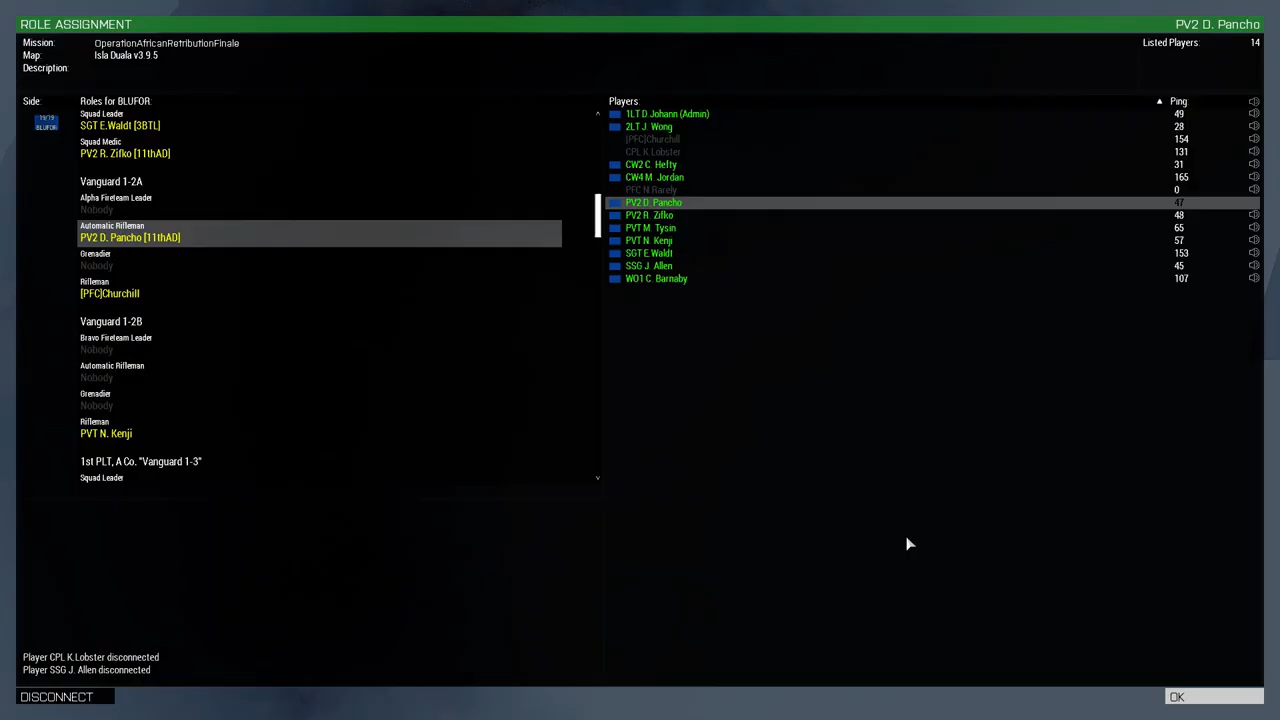 ROLE ASSIGNMENT PV2 D. Pancho
Mission: OperationAfricanRetributionFinale Listed Players: 14
Map: Isla Duala v3.9.5
Description:
Side: Roles for BLUFOR: Players: Ping
19/19
BLUFOR
Squad Leader
SGT E.Waldt [3BTL]
Squad Medic
PV2 R. Zifko [11thAD]
Vanguard 1-2A
Alpha Fireteam Leader
Nobody
Automatic Rifleman
PV2 D. Pancho [11thAD]
Grenadier
Nobody
Rifleman
[PFC]Churchill
Vanguard 1-2B
Bravo Fireteam Leader
Nobody
Automatic Rifleman
Nobody
Grenadier
Nobody
Rifleman
PVT N. Kenji
1st PLT, A Co. "Vanguard 1-3"
Squad Leader
1LT D.Johann (Admin) 49
2LT J. Wong 28
[PFC]Churchill 154
CPL K.Lobster 131
CW2 C. Hefty 31
CW4 M. Jordan 165
PFC N.Rarely 0
PV2 D. Pancho 47
PV2 R. Zifko 48
PVT M. Tysin 65
PVT N. Kenji 57
SGT E.Waldt 153
SSG J. Allen 45
WO1 C. Barnaby 107
Player CPL K.Lobster disconnected
Player SSG J. Allen disconnected
DISCONNECT OK